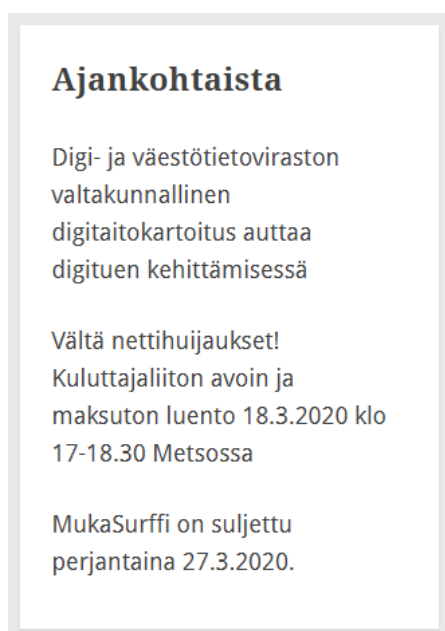 Ajankohtaista
Digi- ja väestötietoviraston
valtakunnallinen
digitaitokartoitus auttaa
digituen kehittämisessä
Vältä nettihuijaukset!
Kuluttajaliiton avoin ja
maksuton luento 18.3.2020 klo
17-18.30 Metsossa
MukaSurffi on suljettu
perjantaina 27.3.2020.